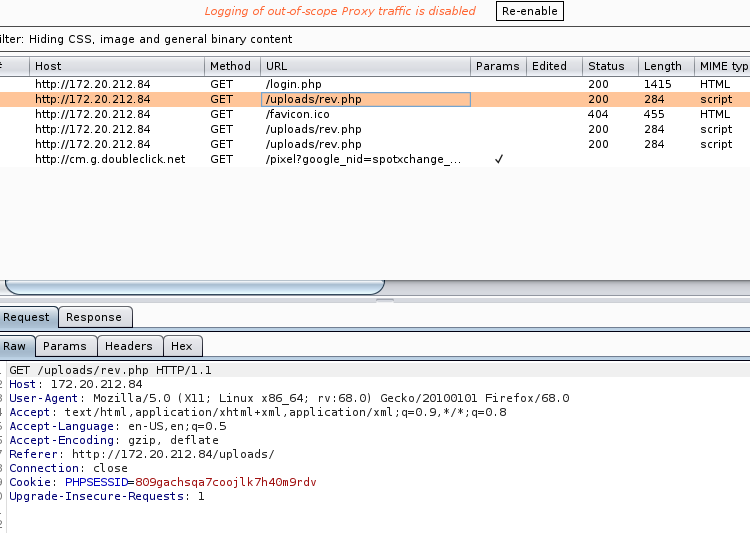 Logging of out-of-scope Proxy traffic is disabled Re-enable
ilter: Hiding CSS, image and general binary content
Host Method URL Params Edited Status Length MIME typ
http://172.20.212.84 GET /login.php 200 1415 HTML
http://172.20.212.84 GET /uploads/rev.php 200 284 script
http://172.20.212.84 GET /favicon.ico 404 455 HTML
http://172.20.212.84 GET /uploads/rev.php 200 284 script
http://172.20.212.84 GET /uploads/rev.php 200 284 script
http://cm.g.doubleclick.net GET /pixel?google_nid=spotxchange_... ✓
Request Response
Raw Params Headers Hex
GET /uploads/rev.php HTTP/1.1
Host: 172.20.212.84
User-Agent: Mozilla/5.0 (X11; Linux x86_64; rv:68.0) Gecko/20100101 Firefox/68.0
Accept: text/html,application/xhtml+xml,application/xml;q=0.9,*/*;q=0.8
Accept-Language: en-US,en;q=0.5
Accept-Encoding: gzip, deflate
Referer: http://172.20.212.84/uploads/
Connection: close
Cookie: PHPSESSID=809gachsqa7coojlk7h40m9rdv
Upgrade-Insecure-Requests: 1